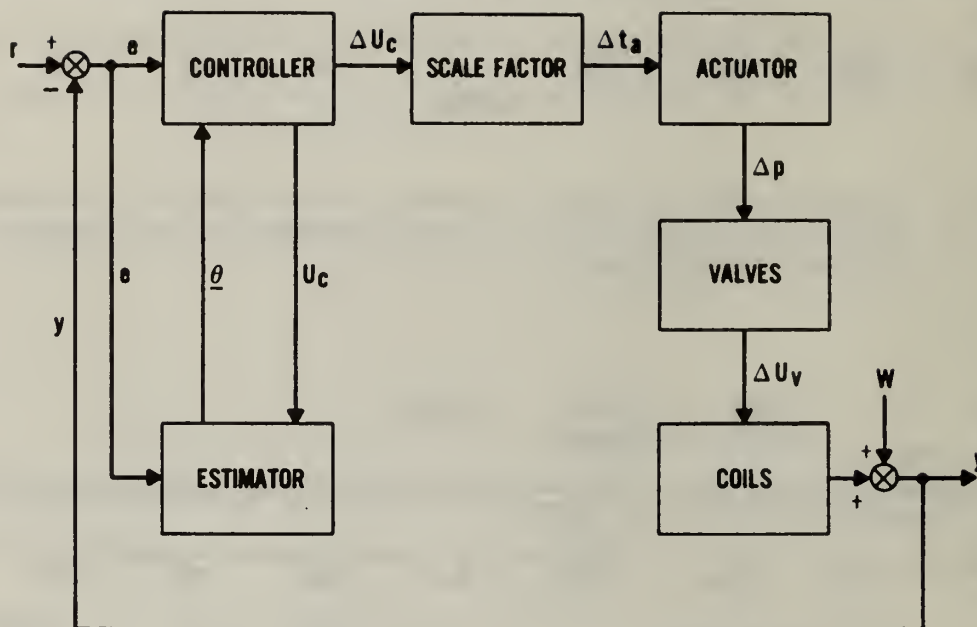 r
+
−
e
CONTROLLER
ΔUc
SCALE FACTOR
Δta
ACTUATOR
Δp
VALVES
e
θ
Uc
y
ΔUv
W
ESTIMATOR
COILS
+
+